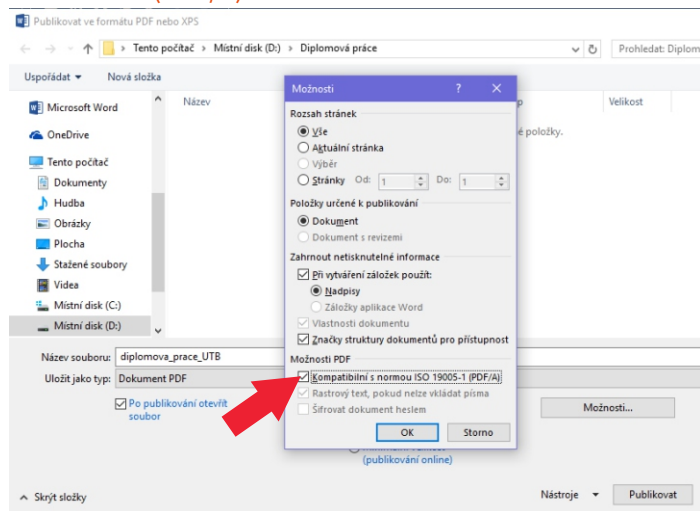 Publikovat ve formátu PDF nebo XPS
Tento počítač › Místní disk (D:) › Diplomová práce
Prohledat: Diplom
Uspořádat
Nová složka
Microsoft Word
OneDrive
Tento počítač
Dokumenty
Hudba
Obrázky
Plocha
Stažené soubory
Videa
Místní disk (C:)
Místní disk (D:)
Název
Velikost
é položky.
Možnosti ? ×
Rozsah stránek
Vše
Aktuální stránka
Výběr
Stránky Od: 1 Do: 1
Položky určené k publikování
Dokument
Dokument s revizemi
Zahrnout netisknutelné informace
Při vytváření záložek použít:
Nadpisy
Záložky aplikace Word
Vlastnosti dokumentu
Značky struktury dokumentů pro přístupnost
Možnosti PDF
Kompatibilní s normou ISO 19005-1 (PDF/A)
Rastrový text, pokud nelze vkládat písma
Šifrovat dokument heslem
OK Storno
Název souboru: diplomova_prace_UTB
Uložit jako typ: Dokument PDF
Po publikování otevřít
soubor
Možnosti...
(publikování online)
Skrýt složky
Nástroje
Publikovat